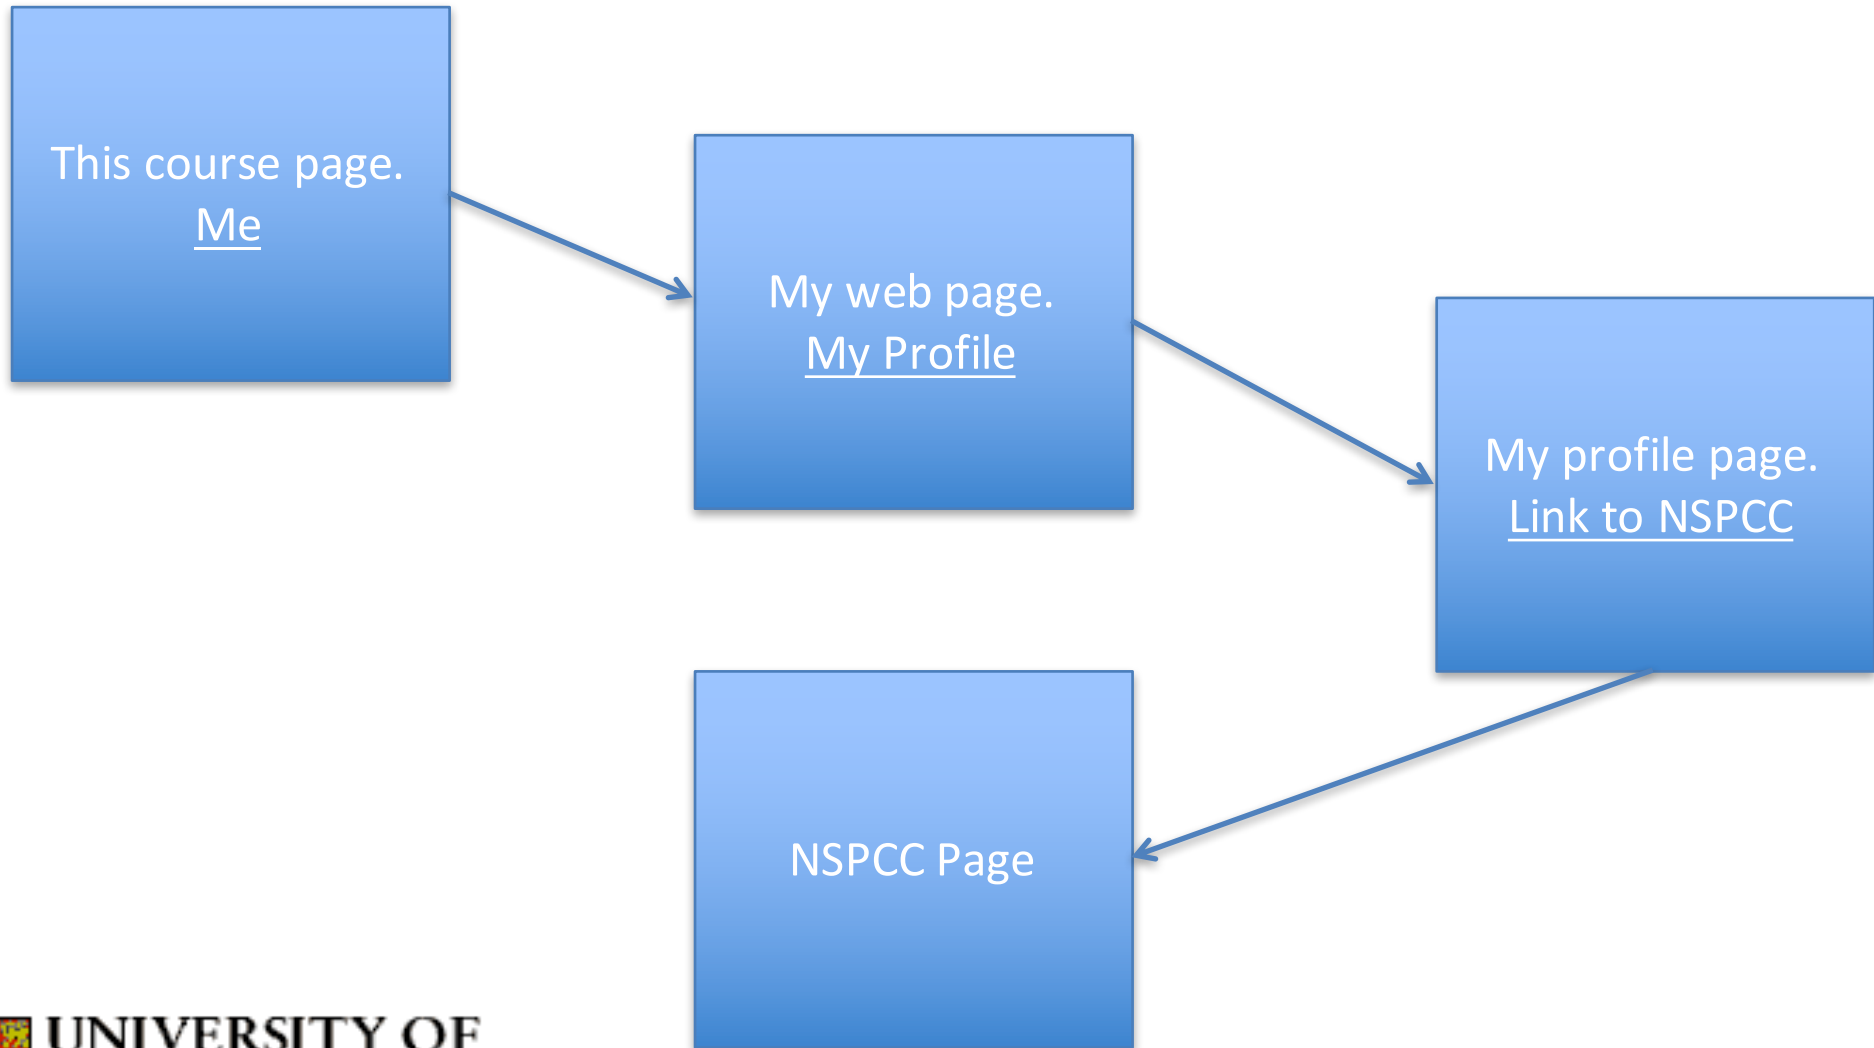 This course page.
Me
My web page.
My Profile
My profile page.
Link to NSPCC
NSPCC Page
UNIVERSITY OF